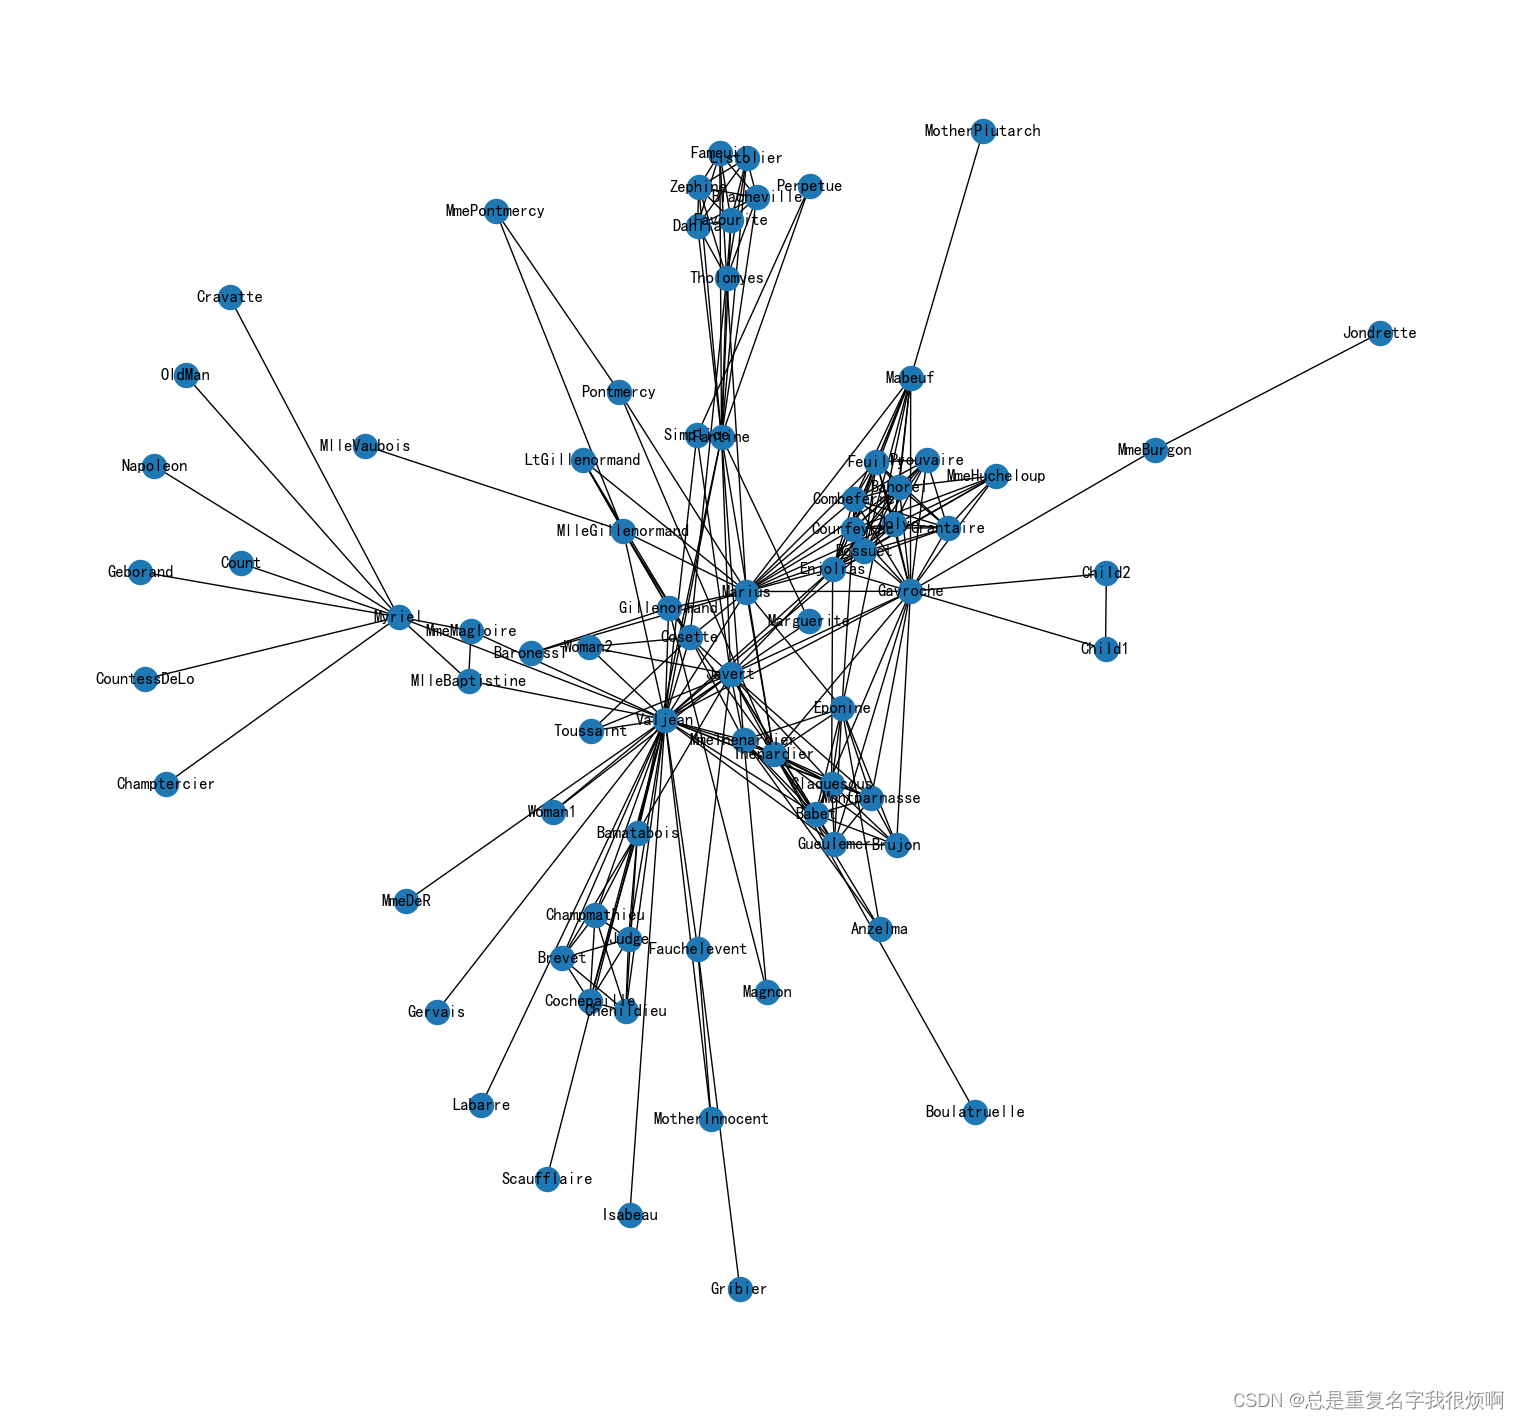 MotherPlutarch
Fameuil
Listolier
Zephine
Perpetue
Blacheville
MmePontmercy
Favourite
Dahlia
Tholomyes
Cravatte
Jondrette
OldMan
Mabeuf
Pontmercy
Simplice
Fantine
MlleVaubois
MmeBurgon
LtGillenormand
Feuilly
Prouvaire
Napoleon
MmeHucheloup
Bahorel
Combeferre
MlleGillenormand
Courfeyrac
Joly
Grantaire
Bossuet
Count
Geborand
Enjolras
Child2
Marius
Gavroche
Gillenormand
Myriel
Marguerite
MmeMagloire
Cosette
Woman2
Child1
BaronessT
Javert
CountessDeLo
MlleBaptistine
Eponine
Valjean
Toussaint
MmeThenardier
Thenardier
Champtercier
Claquesous
Montparnasse
Woman1
Babet
Bamatabois
Gueulemer
Brujon
MmeDeR
Champmathieu
Anzelma
Judge
Fauchelevent
Brevet
Magnon
Cochepaille
Chenildieu
Gervais
Labarre
MotherInnocent
Boulatruelle
Scaufflaire
Isabeau
Gribier
CSDN @总是重复名字我很烦啊